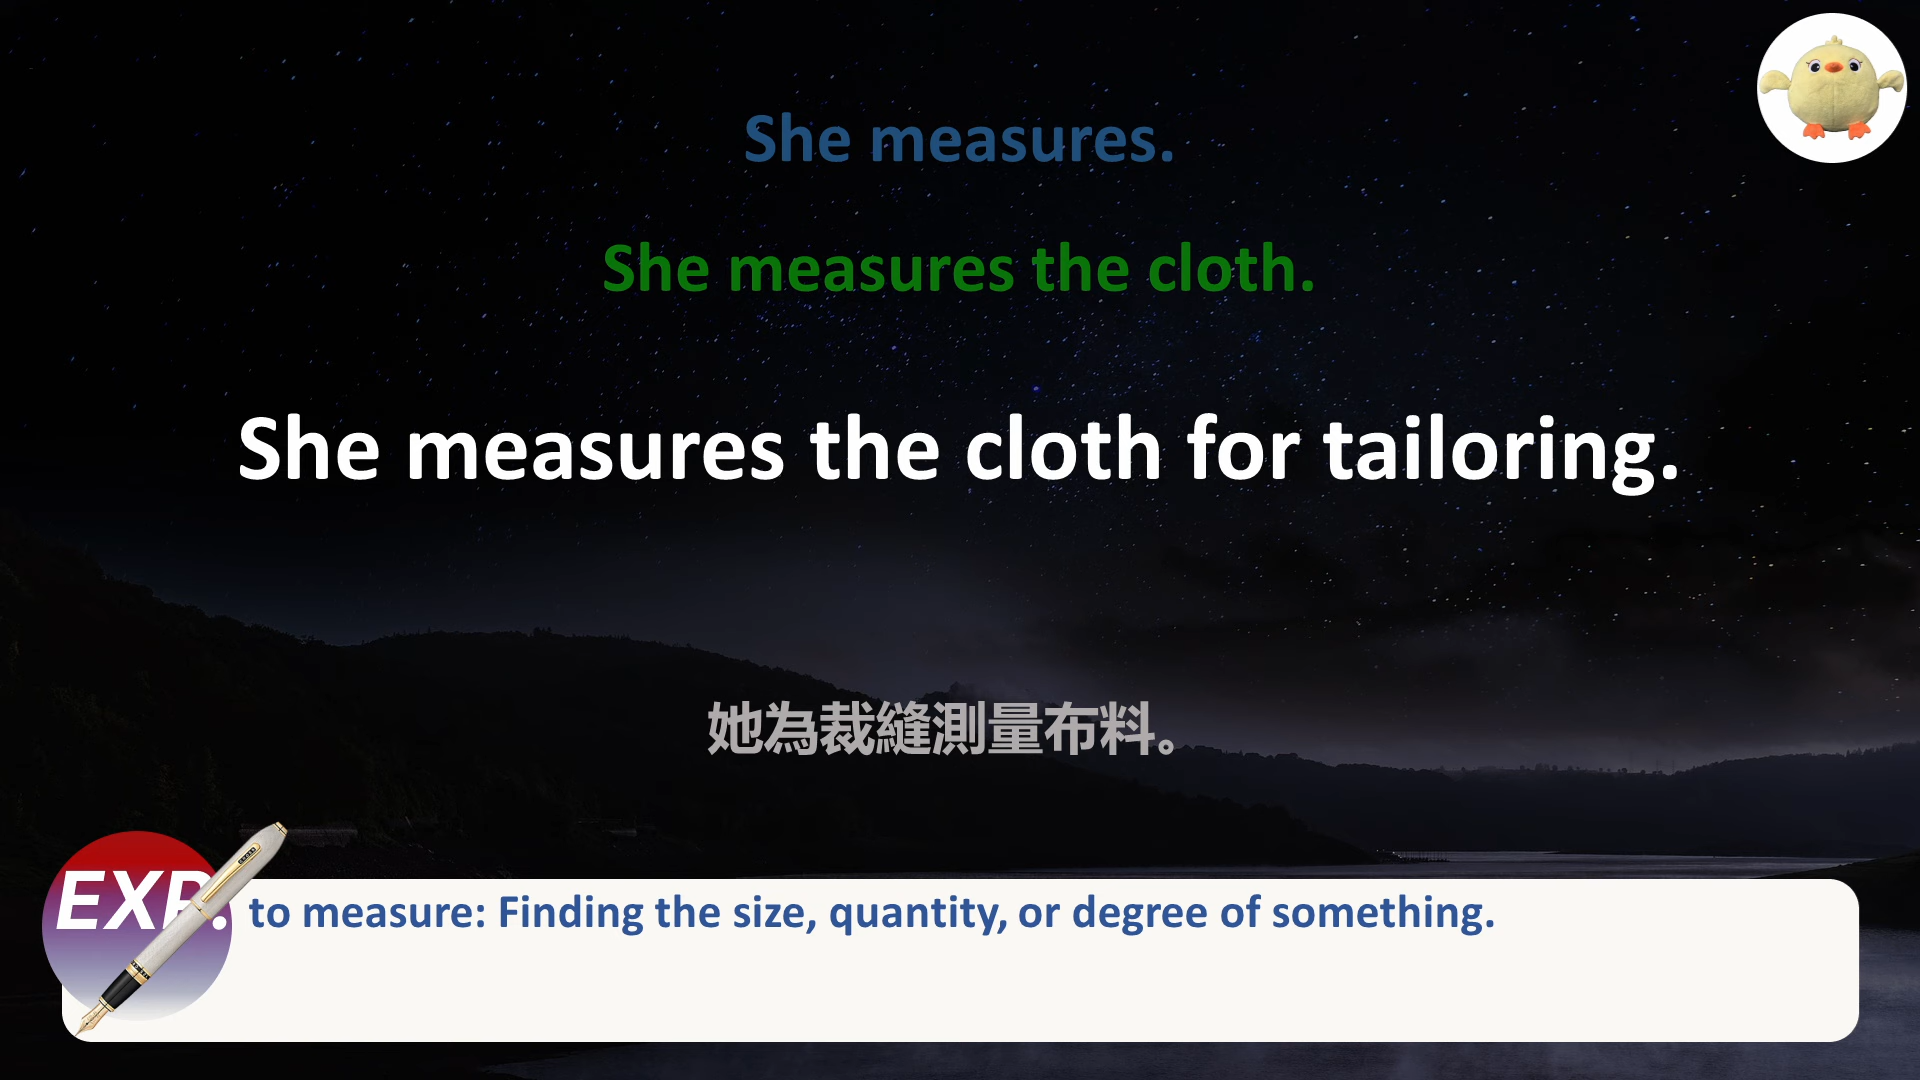 She measures.
She measures the cloth.
She measures the cloth for tailoring.
她為裁縫測量布料。
EXP.
to measure: Finding the size, quantity, or degree of something.